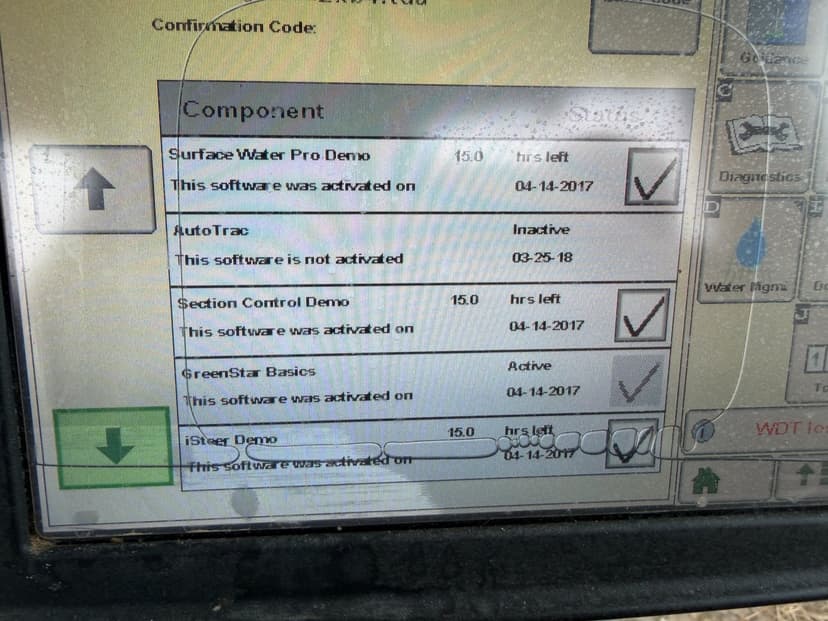 Confirmation Code:
Guidance
Component Status
Surface Water Pro Demo 15.0 hrs left
This software was activated on 04-14-2017
Diagnostics
AutoTrac Inactive
This software is not activated 03-25-18
D
Water Mgmt
Section Control Demo 15.0 hrs left
This software was activated on 04-14-2017
J
GreenStar Basics Active
This software was activated on 04-14-2017
iSteer Demo 15.0 hrs left
WDT
This software was activated on 04-14-2017